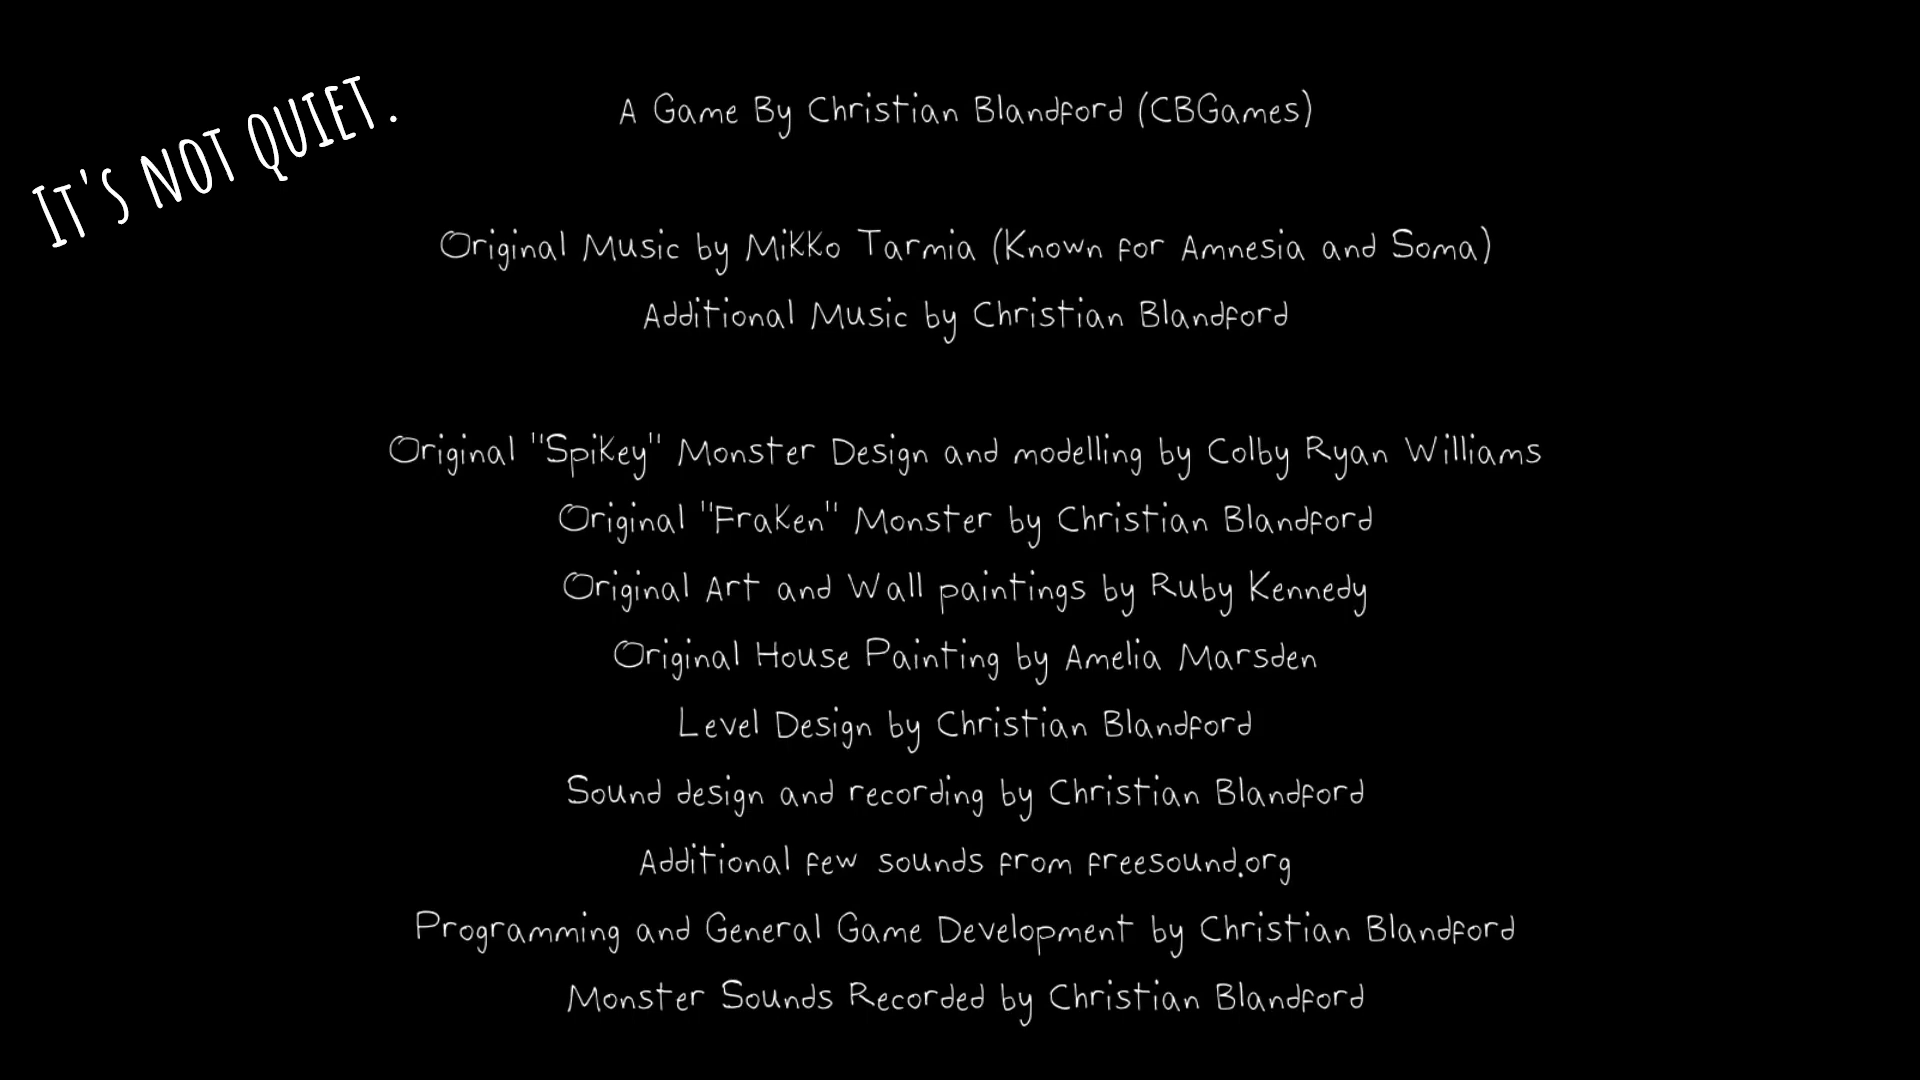 It's not quiet.
A Game By Christian Blandford (CBGames)
Original Music by Mikko Tarmia (Known for Amnesia and Soma)
Additional Music by Christian Blandford
Original "Spikey" Monster Design and modelling by Colby Ryan Williams
Original "Fraken" Monster by Christian Blandford
Original Art and Wall paintings by Ruby Kennedy
Original House Painting by Amelia Marsden
Level Design by Christian Blandford
Sound design and recording by Christian Blandford
Additional few sounds from freesound.org
Programming and General Game Development by Christian Blandford
Monster Sounds Recorded by Christian Blandford